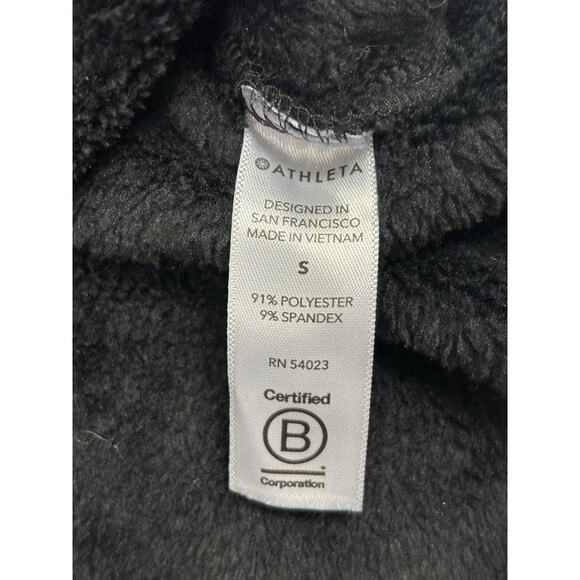 ATHLETA
DESIGNED IN
SAN FRANCISCO
MADE IN VIETNAM
S
91% POLYESTER
9% SPANDEX
RN 54023
Certified
B
Corporation